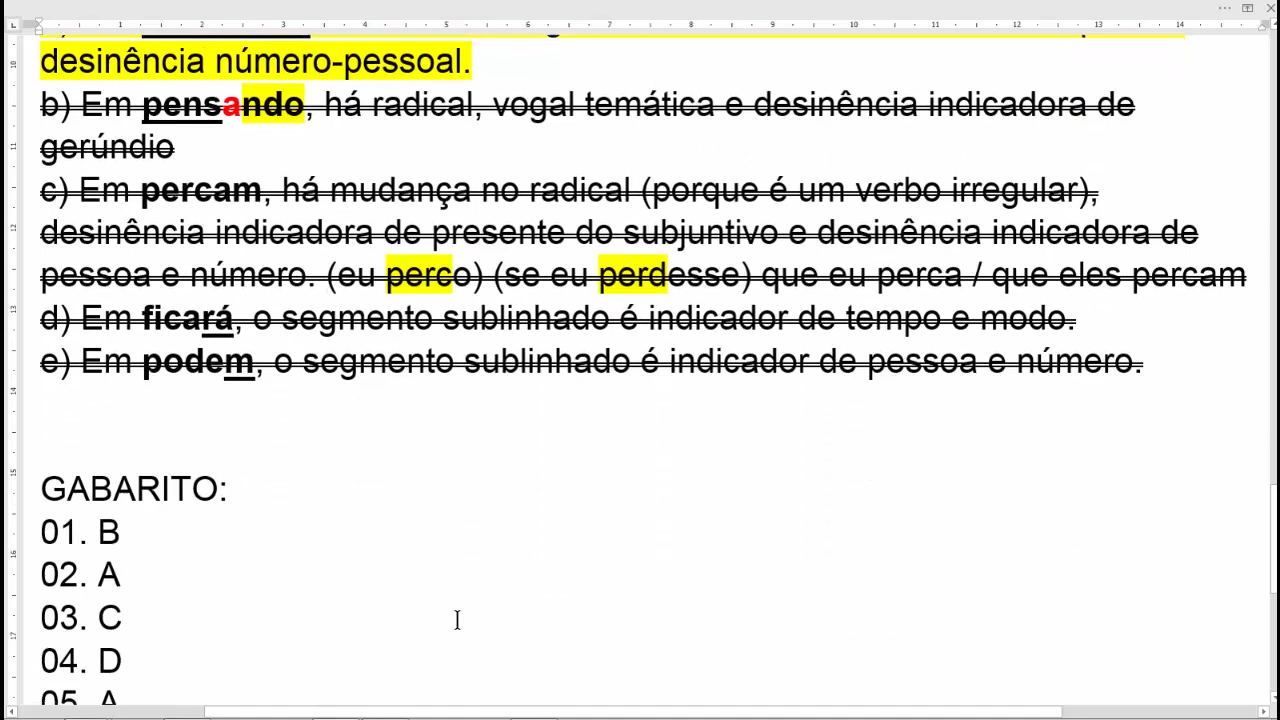 desinência número-pessoal.
b) Em pensando, há radical, vogal temática e desinência indicadora de
gerúndio
c) Em percam, há mudança no radical (porque é um verbo irregular),
desinência indicadora de presente do subjuntivo e desinência indicadora de
pessoa e número. (eu perco) (se eu perdesse) que eu perca / que eles percam
d) Em ficará, o segmento sublinhado é indicador de tempo e modo.
e) Em podem, o segmento sublinhado é indicador de pessoa e número.
GABARITO:
01. B
02. A
03. C
04. D
05. A